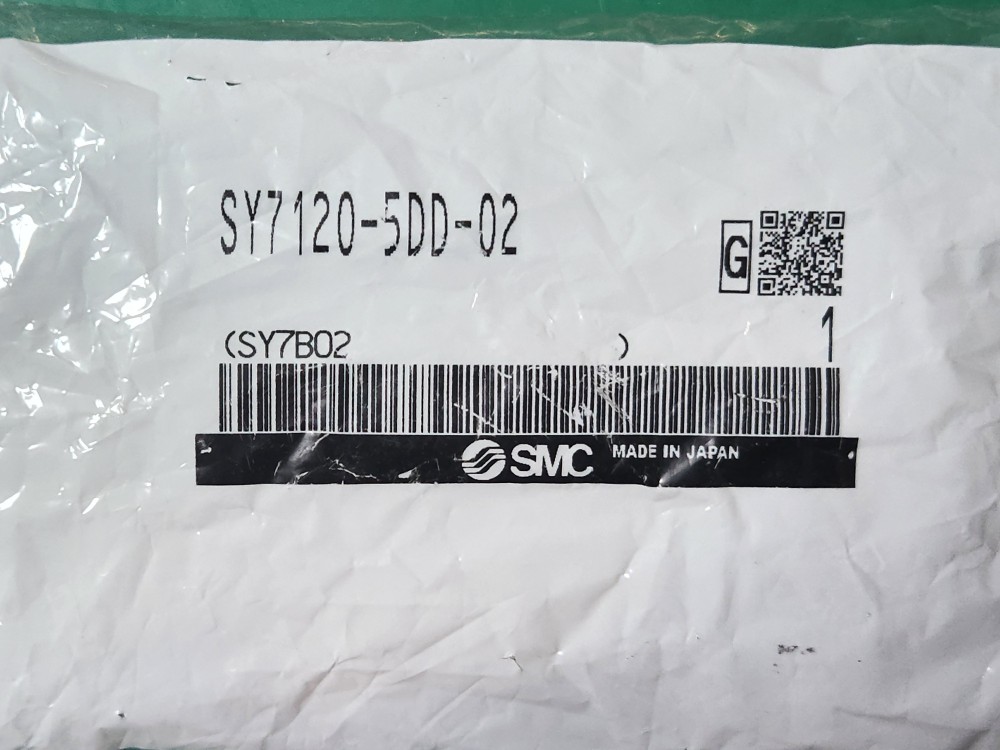 SY7120-5DD-02
G
(SY7B02 )
1
SMC MADE IN JAPAN